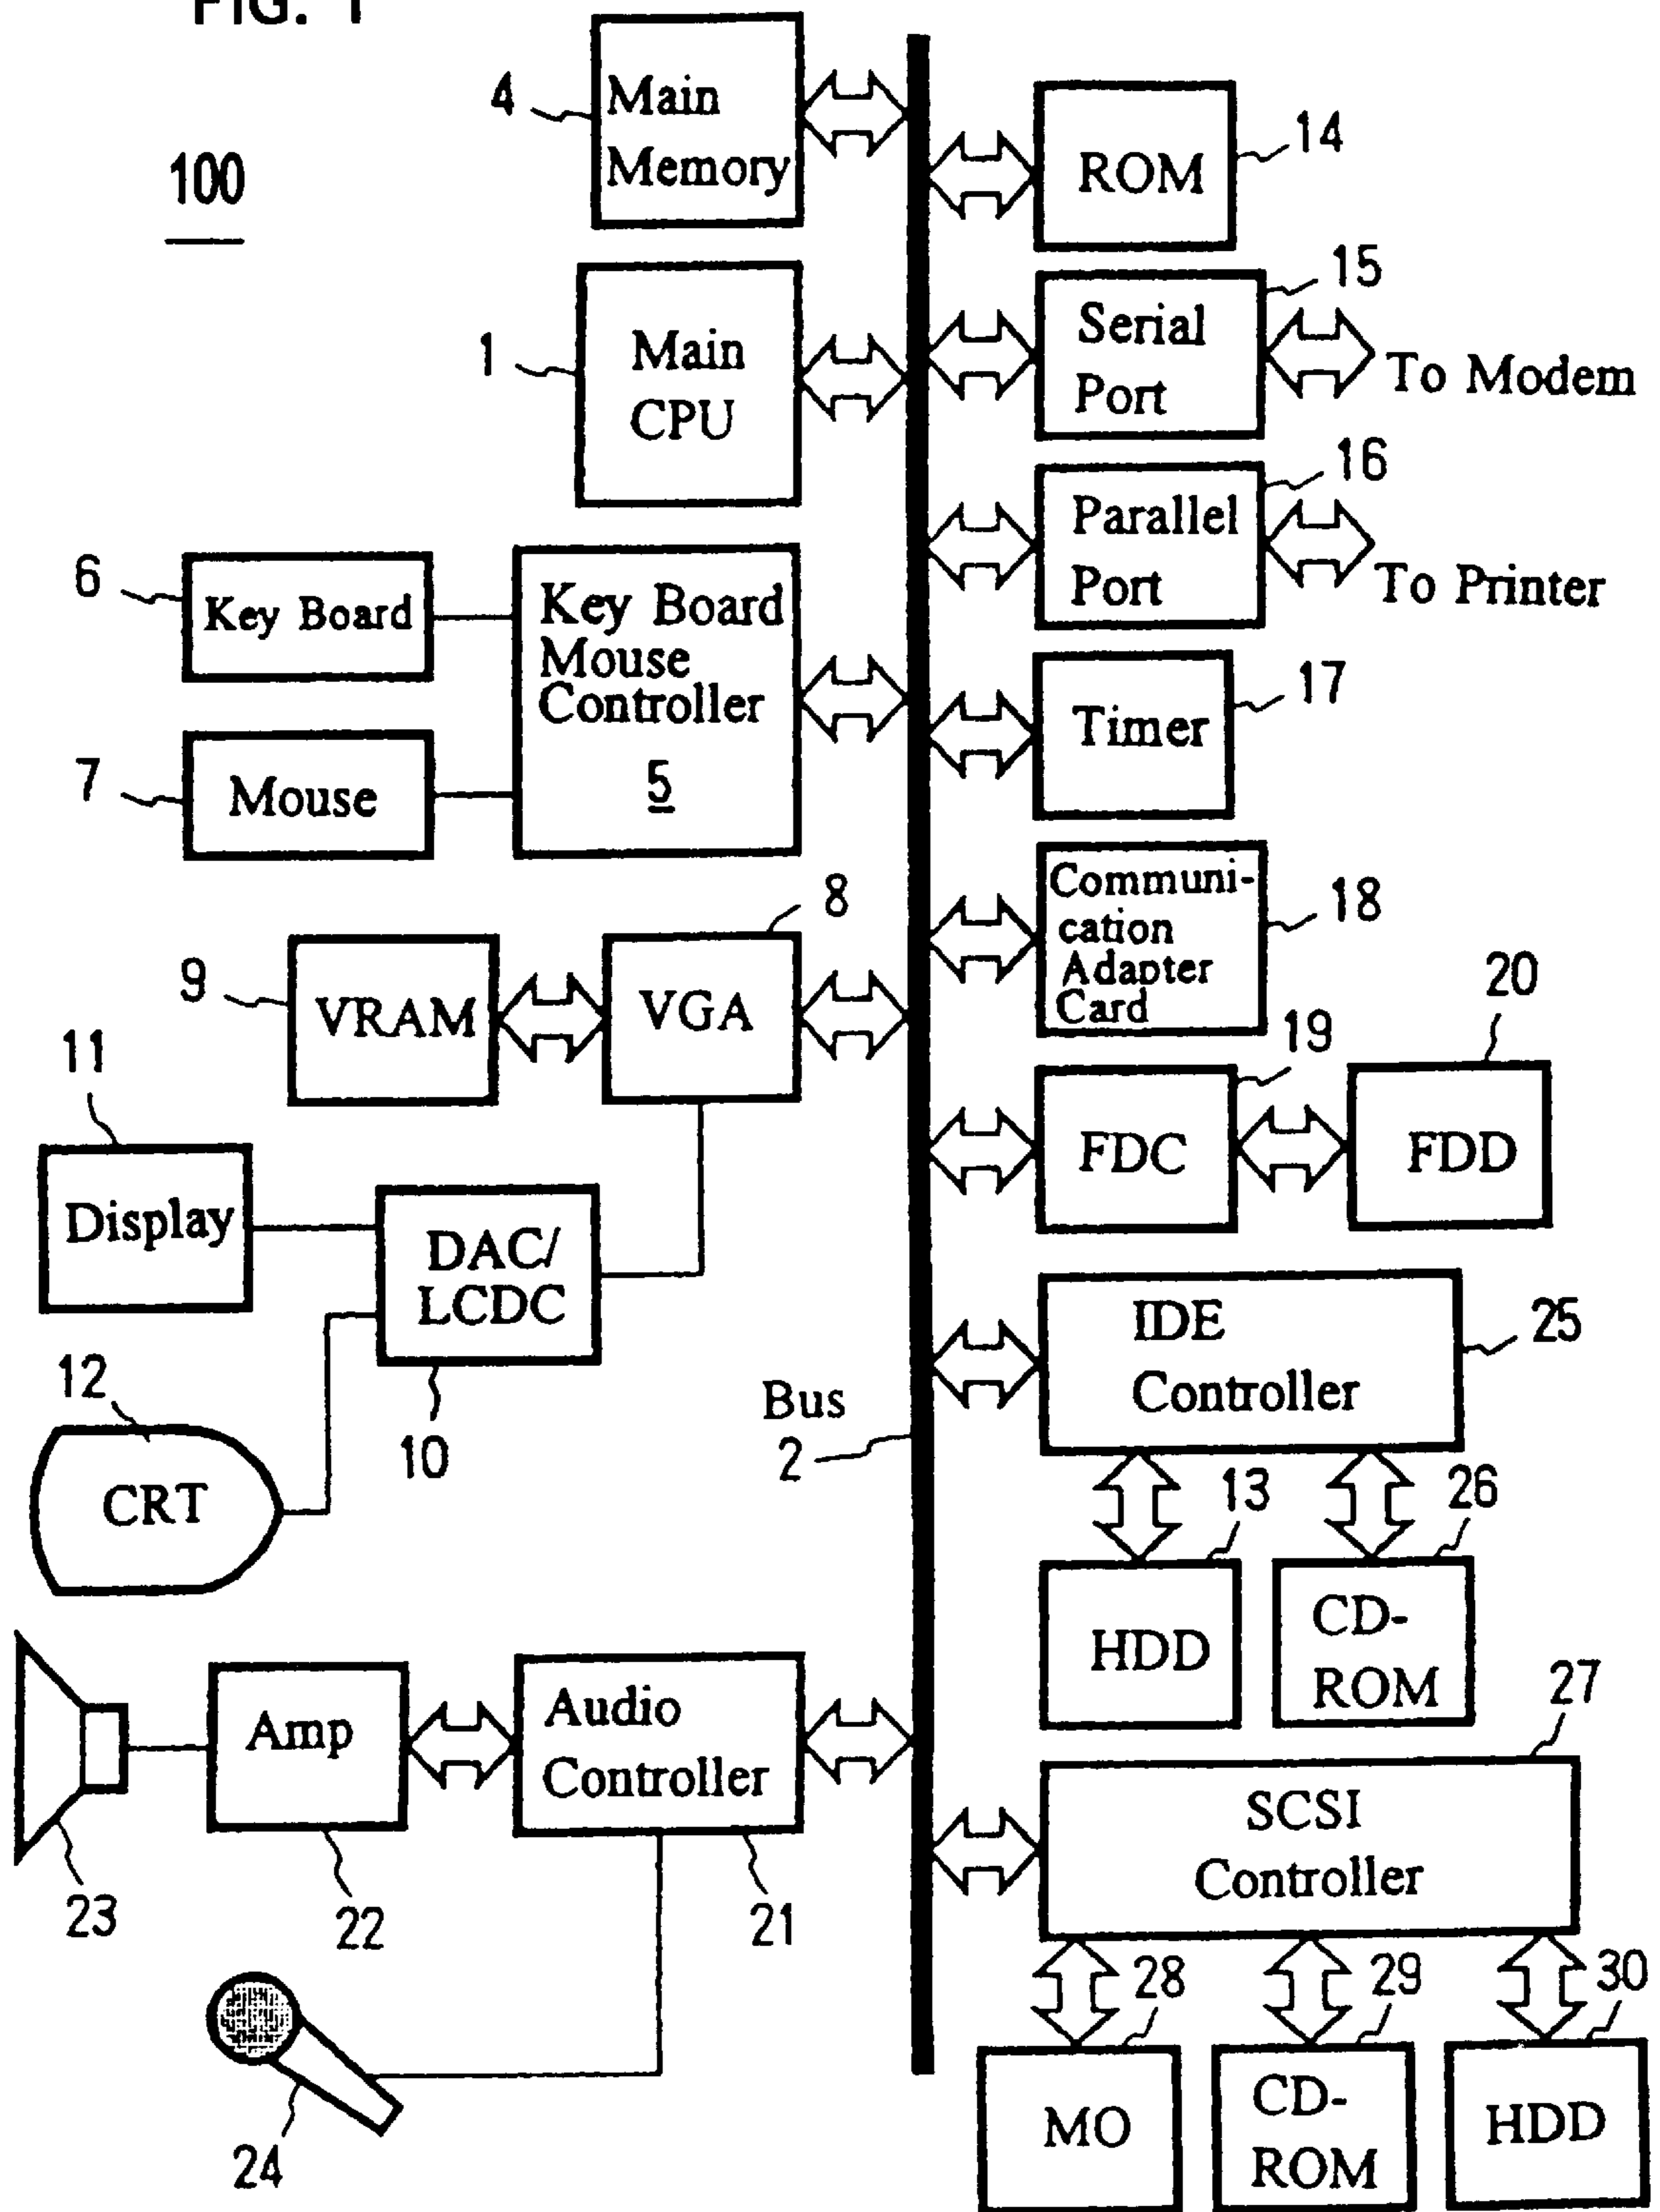 FIG. 1
100
4
Main
Memory
ROM
14
1
Main
CPU
15
Serial
Port
To Modem
16
Parallel
Port
To Printer
6
Key Board
7
Mouse
Key Board
Mouse
Controller
5
Timer
17
Communi-
cation
Adapter
Card
18
8
9
VRAM
VGA
19
20
FDC
FDD
11
Display
DAC/
LCDC
10
12
CRT
Bus
2
IDE
Controller
25
13
26
HDD
CD-
ROM
Amp
Audio
Controller
23
22
21
24
27
SCSI
Controller
28
29
30
MO
CD-
ROM
HDD